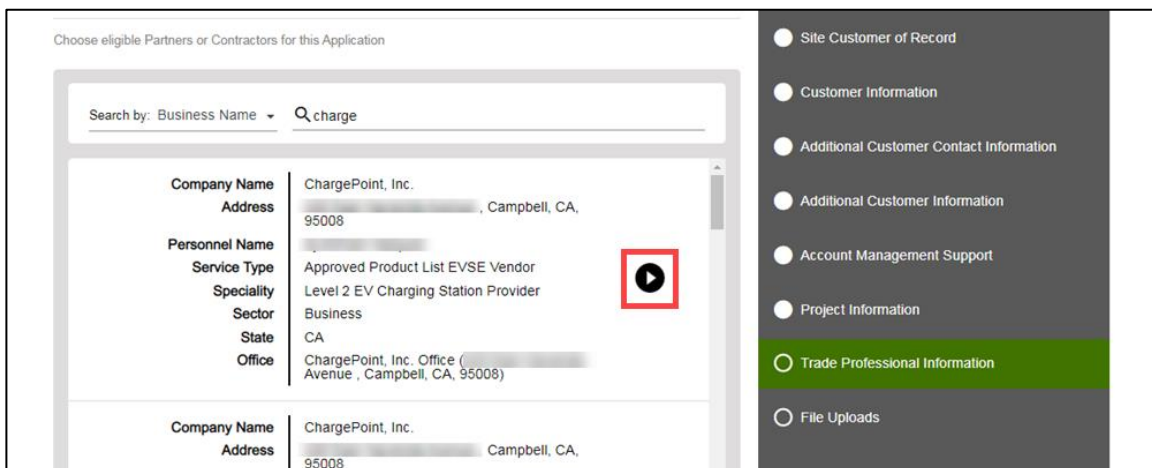 Choose eligible Partners or Contractors for this Application
Search by: Business Name
charge
Company Name ChargePoint, Inc.
Address , Campbell, CA,
95008
Personnel Name
Service Type Approved Product List EVSE Vendor
Speciality Level 2 EV Charging Station Provider
Sector Business
State CA
Office ChargePoint, Inc. Office (
Avenue , Campbell, CA, 95008)
Company Name ChargePoint, Inc.
Address Campbell, CA,
95008
Site Customer of Record
Customer Information
Additional Customer Contact Information
Additional Customer Information
Account Management Support
Project Information
Trade Professional Information
File Uploads